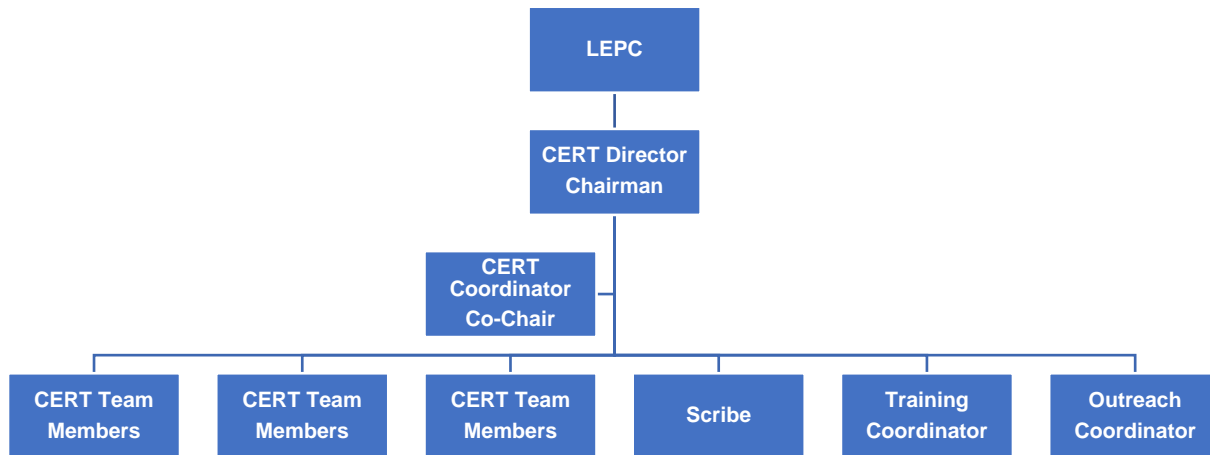 LEPC
CERT Director
Chairman
CERT
Coordinator
Co-Chair
CERT Team
Members
CERT Team
Members
CERT Team
Members
Scribe
Training
Coordinator
Outreach
Coordinator